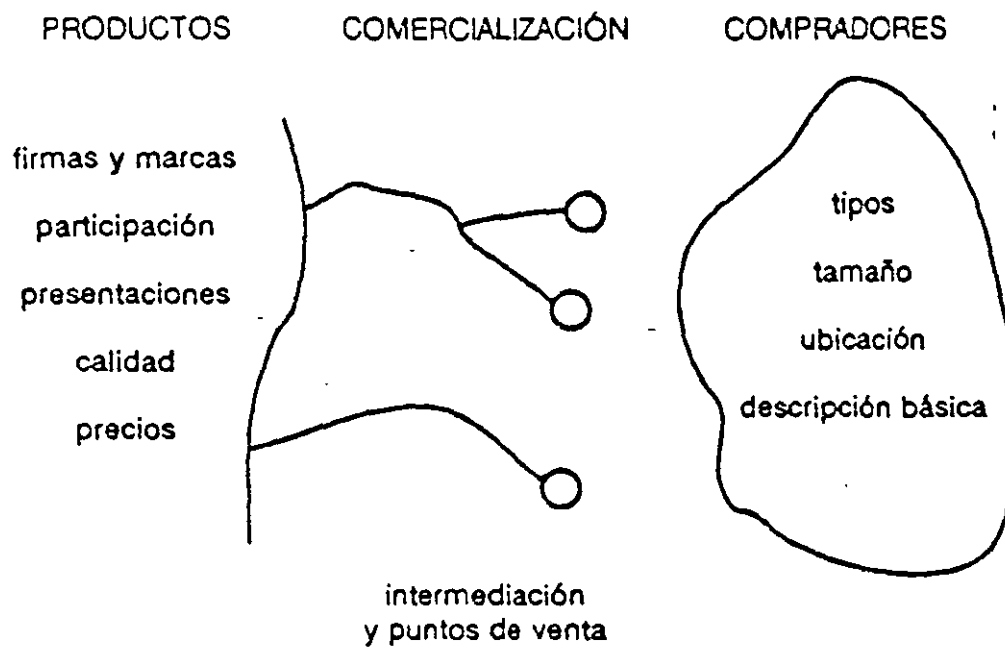 PRODUCTOS
COMERCIALIZACIÓN
COMPRADORES
firmas y marcas
participación
presentaciones
calidad
precios
tipos
tamaño
ubicación
descripción básica
intermediación
y puntos de venta